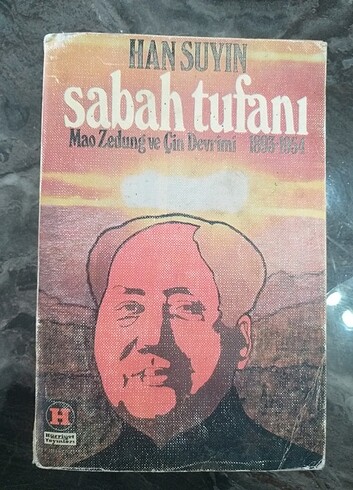 HAN SUYIN
sabah tufanı
Mao Zedung ve Çin Devrimi 1893-1954
H
Hürriyet
Yayınları